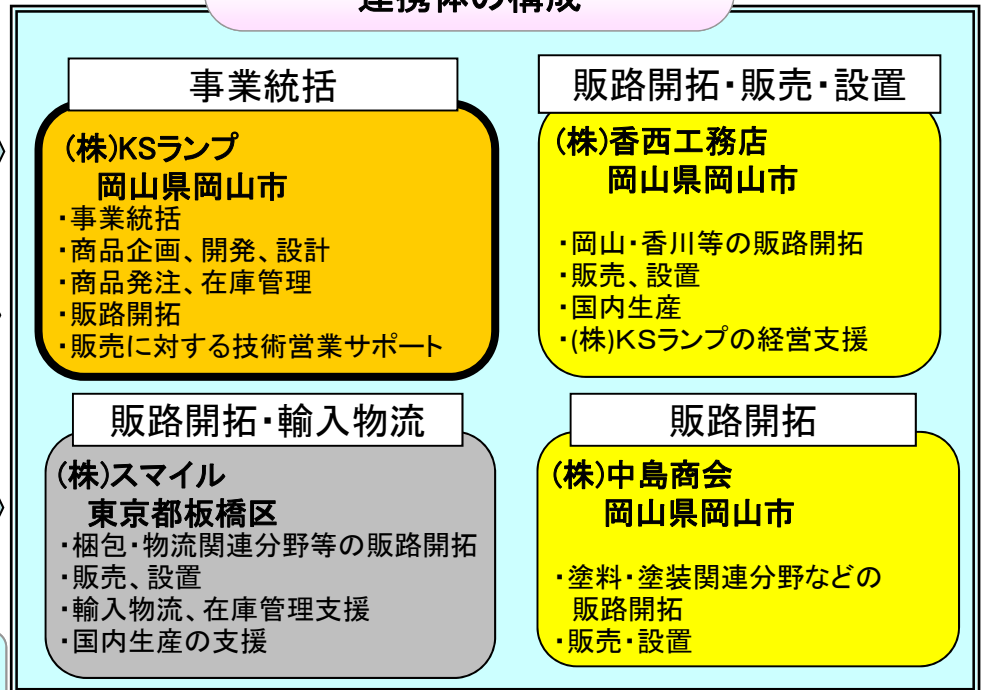 連携体の構成
事業統括
(株)KSランプ
岡山県岡山市
・事業統括
・商品企画、開発、設計
・商品発注、在庫管理
・販路開拓
・販売に対する技術営業サポート
販路開拓・販売・設置
(株)香西工務店
岡山県岡山市
・岡山・香川等の販路開拓
・販売、設置
・国内生産
・(株)KSランプの経営支援
販路開拓・輸入物流
(株)スマイル
東京都板橋区
・梱包・物流関連分野等の販路開拓
・販売、設置
・輸入物流、在庫管理支援
・国内生産の支援
販路開拓
(株)中島商会
岡山県岡山市
・塗料・塗装関連分野などの
販路開拓
・販売・設置